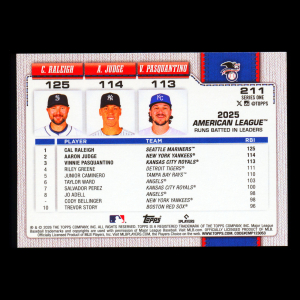 C. RALEIGH
A. JUDGE
V. PASQUANTINO
125
114
113
211
SERIES ONE
@TOPPS
2025
AMERICAN LEAGUE™
RUNS BATTED IN LEADERS
PLAYER TEAM RBI
1 CAL RALEIGH SEATTLE MARINERS™ 125
2 AARON JUDGE NEW YORK YANKEES® 114
3 VINNIE PASQUANTINO KANSAS CITY ROYALS® 113
4 RILEY GREENE DETROIT TIGERS® 111
5 JUNIOR CAMINERO TAMPA BAY RAYS™ 110
6 TAYLOR WARD ANGELS® 103
7 SALVADOR PEREZ KANSAS CITY ROYALS® 100
8 JO ADELL ANGELS® 98
CODY BELLINGER NEW YORK YANKEES® 98
10 TREVOR STORY BOSTON RED SOX® 96
Topps
PLAYERS